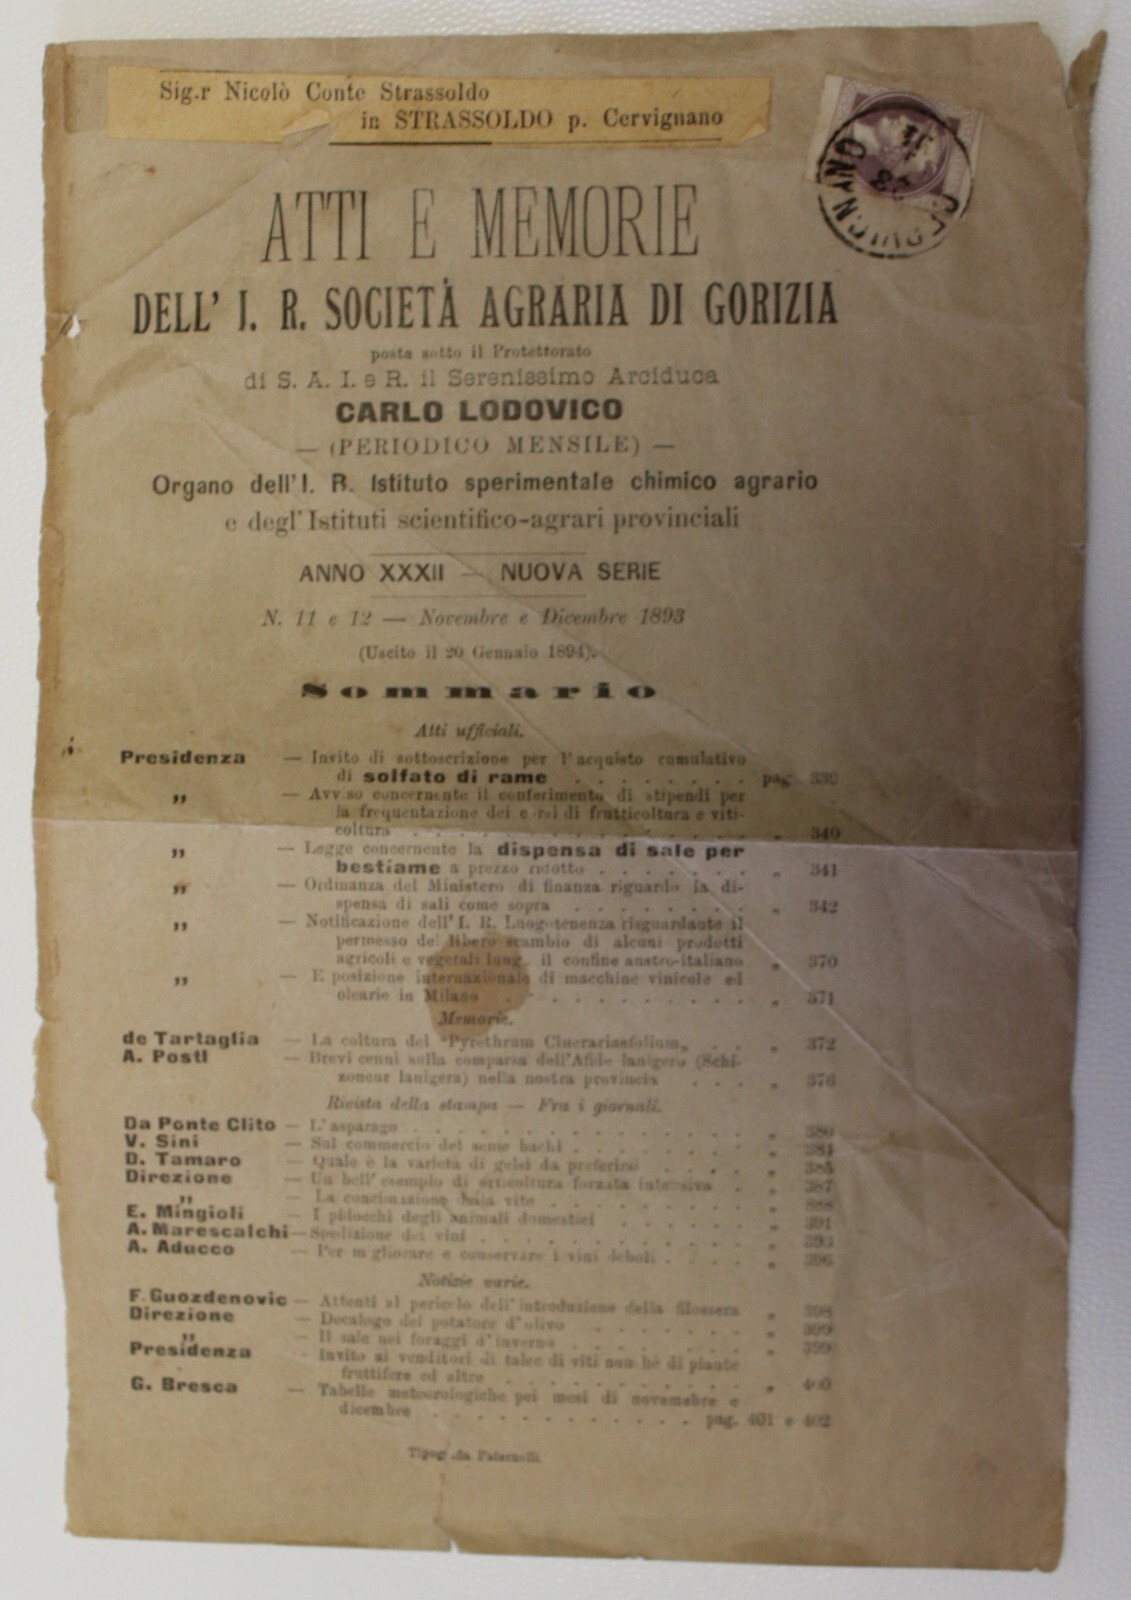 Sig.r Nicolò Conte Strassoldo
in STRASSOLDO p. Cervignano
ATTI E MEMORIE
DELL' I. R. SOCIETÀ AGRARIA DI GORIZIA
posta sotto il Protettorato
di S. A. I. e R. il Serenissimo Arciduca
CARLO LODOVICO
— (PERIODICO MENSILE) —
Organo dell' I. R. Istituto sperimentale chimico agrario
e degl' Istituti scientifico-agrari provinciali
ANNO XXXII — NUOVA SERIE
N. 11 e 12 — Novembre e Dicembre 1893
(Uscito il 20 Gennaio 1894).
Sommario
Atti ufficiali.
Presidenza — Invito di sottoscrizione per l'acquisto cumulativo
di solfato di rame . . . . . . . . pag. 339
„ — Avviso concernente il conferimento di stipendi per
la frequentazione dei corsi di frutticoltura e viti-
coltura . . . . . . . . „ 340
„ — Legge concernente la dispensa di sale per
bestiame a prezzo ridotto . . . . . . . „ 341
„ — Ordinanza del Ministero di finanza riguardo la di-
spensa di sali come sopra . . . . . . . . „ 342
„ — Notificazione dell' I. R. Luogotenenza risguardante il
permesso del libero scambio di alcuni prodotti
agricoli e vegetali lung. il confine austro-italiano „ 370
„ — E posizione internazionale di macchine vinicole ed
olearie in Milano . . . . . . . . „ 371
Memorie.
de Tartaglia — La coltura del "Pyrethrum Cinerariaefolium„ . . „ 372
A. Postl — Brevi cenni sulla comparsa dell'Afide lanigero (Schi-
zoneur lanigera) nella nostra provincia . . . . „ 376
Rivista della stampa — Fra i giornali.
Da Ponte Clito — L'asparago . . . . . . . . „ 380
V. Sini — Sul commercio del seme bachi . . . . . . . „ 384
D. Tamaro — Quale è la varietà di gelsi da preferirsi . . . . „ 385
Direzione — Un bell' esempio di orticoltura forzata intensiva . „ 387
„ — La concimazione della vite . . . . . . . „ 388
E. Mingioli — I pidocchi degli animali domestici . . . . . „ 391
A. Marescalchi — Spedizione dei vini . . . . . . . . „ 393
A. Aducco — Per migliorare e conservare i vini deboli . . . . „ 396
Notizie varie.
F. Guozdenovic — Attenti al pericolo dell' introduzione della filossera „ 398
Direzione — Decalogo del potatore d' olivo . . . . . . „ 399
„ — Il sale nei foraggi d' inverno . . . . . . . „ 399
Presidenza — Invito ai venditori di talee di viti non hè di piante
fruttifere ed altre . . . . . . . . „ 400
G. Bresca — Tabelle meteorologiche pei mesi di novemebre e
dicembre . . . . . . . . pag. 401 e 402
Paternolli.